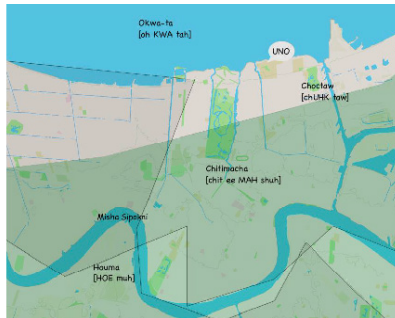 Okwa-ta
[oh KWA tah]
UNO
Choctaw
[chUHK taw]
Chitimacha
[chit ee MAH shuh]
Misha Sipokni
Houma
[HOE muh]